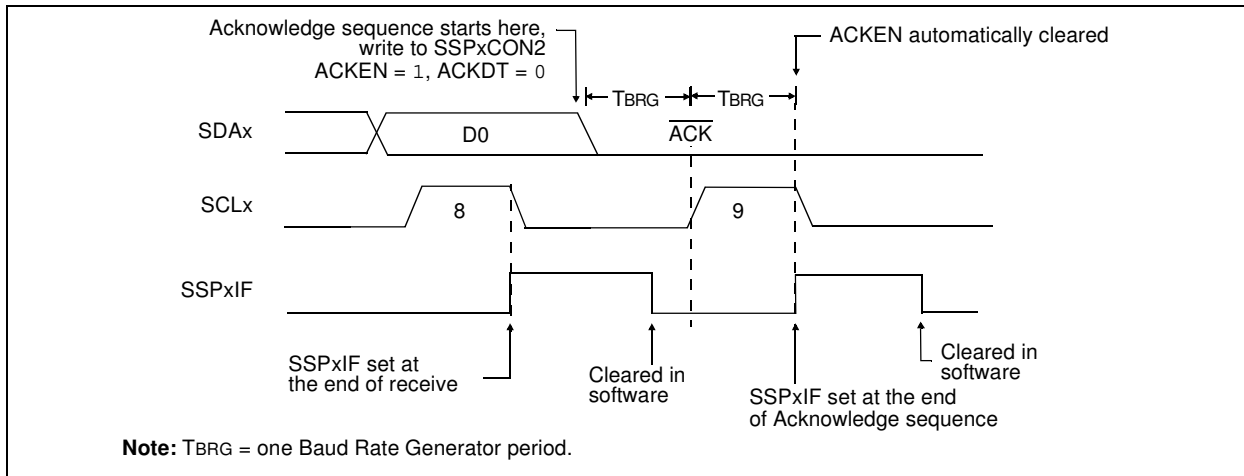 Acknowledge sequence starts here,
write to SSPxCON2
ACKEN = 1, ACKDT = 0
ACKEN automatically cleared
TBRG
TBRG
SDAx
D0
ACK
SCLx
8
9
SSPxIF
SSPxIF set at
the end of receive
Cleared in
software
SSPxIF set at the end
of Acknowledge sequence
Cleared in
software
Note: TBRG = one Baud Rate Generator period.